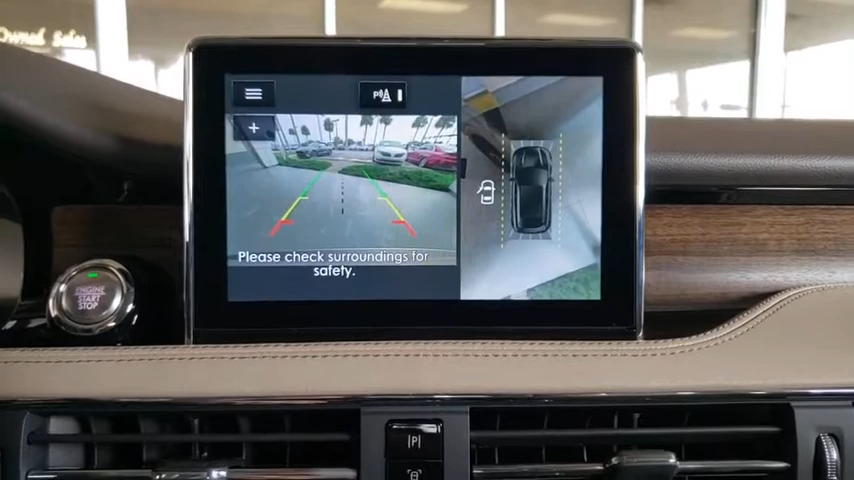 Owned Sales
P
+
Please check surroundings for
safety.
ENGINE
START
STOP
|P|